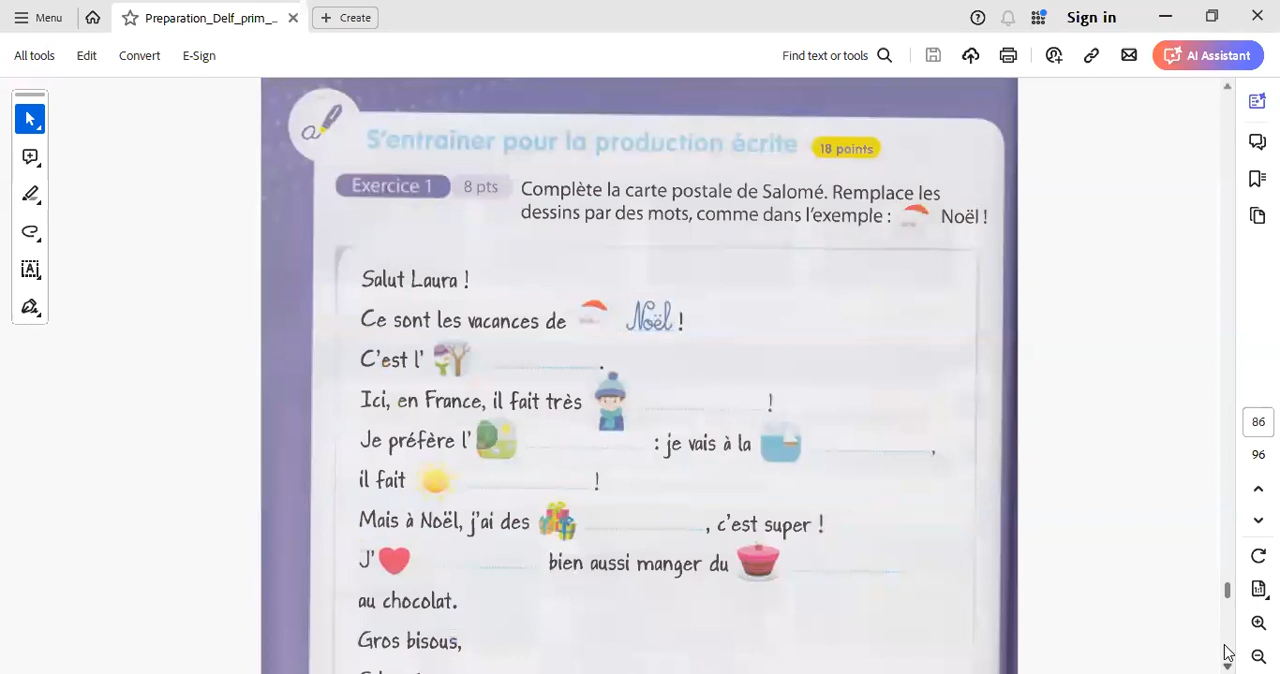 Menu
Preparation_Delf_prim_...
Create
Sign in
All tools
Edit
Convert
E-Sign
Find text or tools
AI Assistant
S'entraîner pour la production écrite 18 points
Exercice 1 8 pts Complète la carte postale de Salomé. Remplace les
dessins par des mots, comme dans l'exemple : Noël !
Salut Laura !
Ce sont les vacances de Noël !
C'est l' .
Ici, en France, il fait très !
Je préfère l' : je vais à la ,
il fait !
Mais à Noël, j'ai des , c'est super !
J' bien aussi manger du
au chocolat.
Gros bisous,
86
96